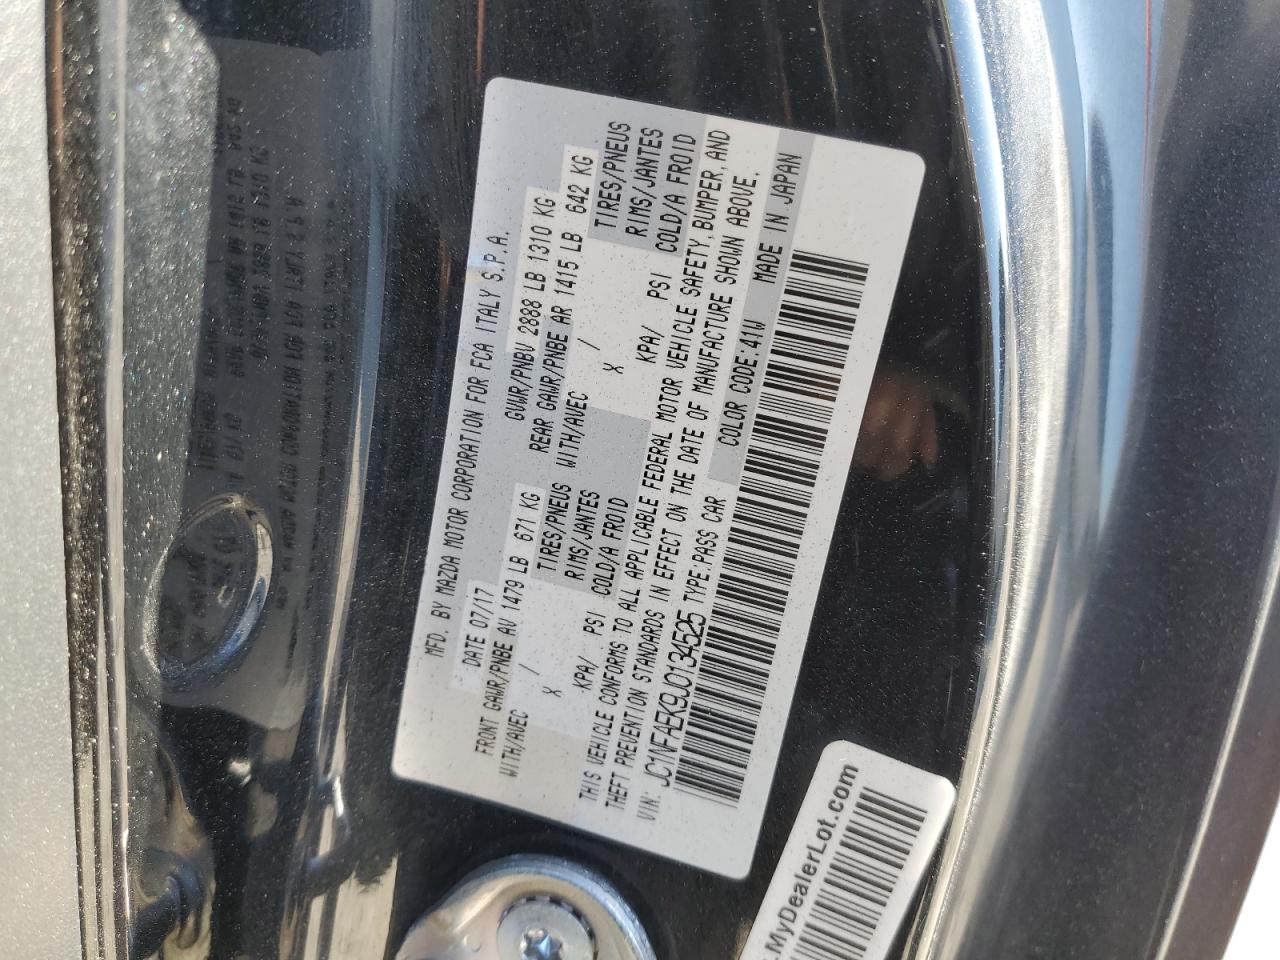 MFD. BY MAZDA MOTOR CORPORATION FOR FCA ITALY S.P.A.
DATE 07/17 GVWR/PNBV 2888 LB 1310 KG
FRONT GAWR/PNBE AV 1479 LB 671 KG REAR GAWR/PNBE AR 1415 LB 642 KG
WITH/AVEC TIRES/PNEUS WITH/AVEC TIRES/PNEUS
X / RIMS/JANTES X / RIMS/JANTES
KPA/ PSI COLD/A FROID KPA/ PSI COLD/A FROID
THIS VEHICLE CONFORMS TO ALL APPLICABLE FEDERAL MOTOR VEHICLE SAFETY, BUMPER, AND
THEFT PREVENTION STANDARDS IN EFFECT ON THE DATE OF MANUFACTURE SHOWN ABOVE.
VIN: JC1NFAEK9J0134525 TYPE: PASS CAR COLOR CODE: 41W MADE IN JAPAN
.MyDealerLot.com